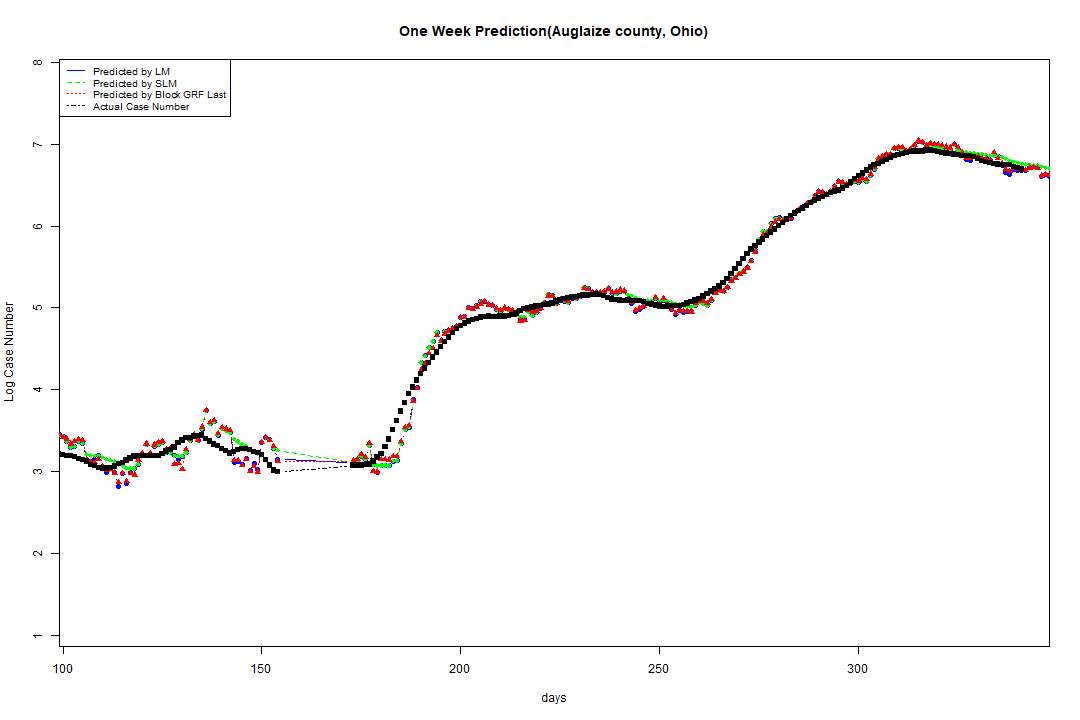 One Week Prediction(Auglaize county, Ohio)
8
7
6
5
4
3
2
1
Log Case Number
Predicted by LM
Predicted by SLM
Predicted by Block GRF Last
Actual Case Number
100 150 200 250 300
days